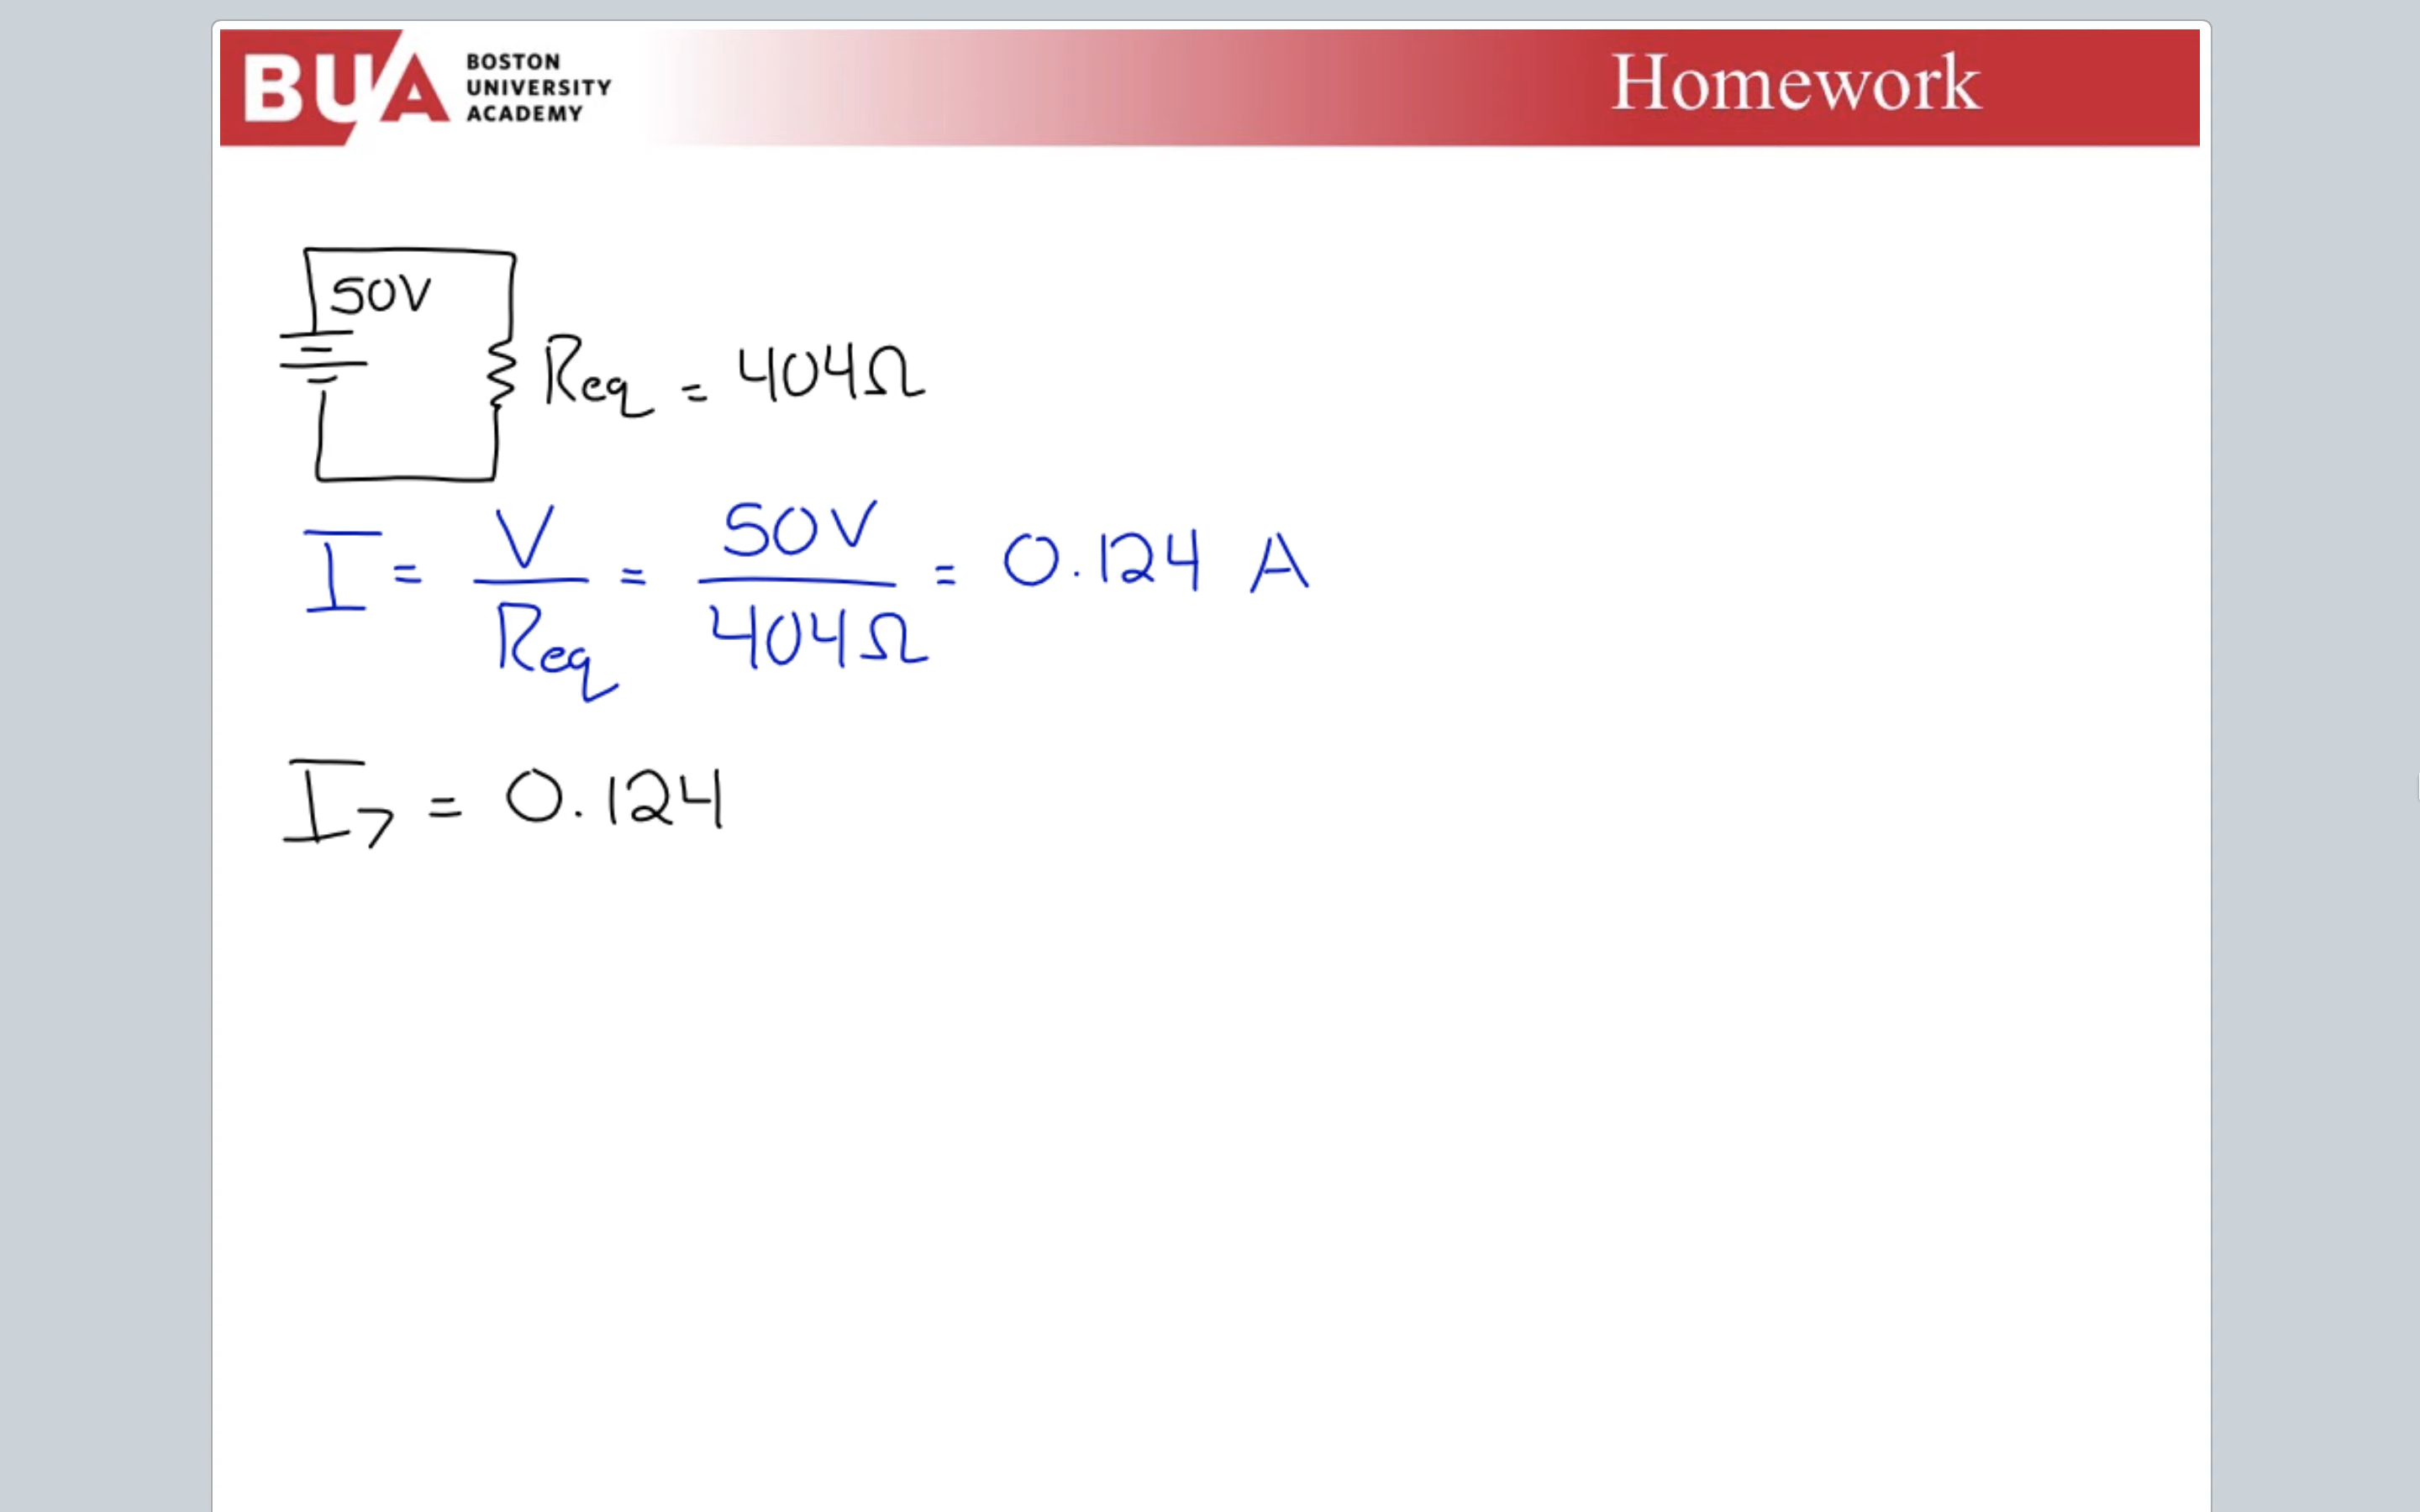 BUA
BOSTON
UNIVERSITY
ACADEMY
Homework
50V
Req = 404Ω
I = V/Req = 50V/404Ω = 0.124 A
I₇ = 0.124